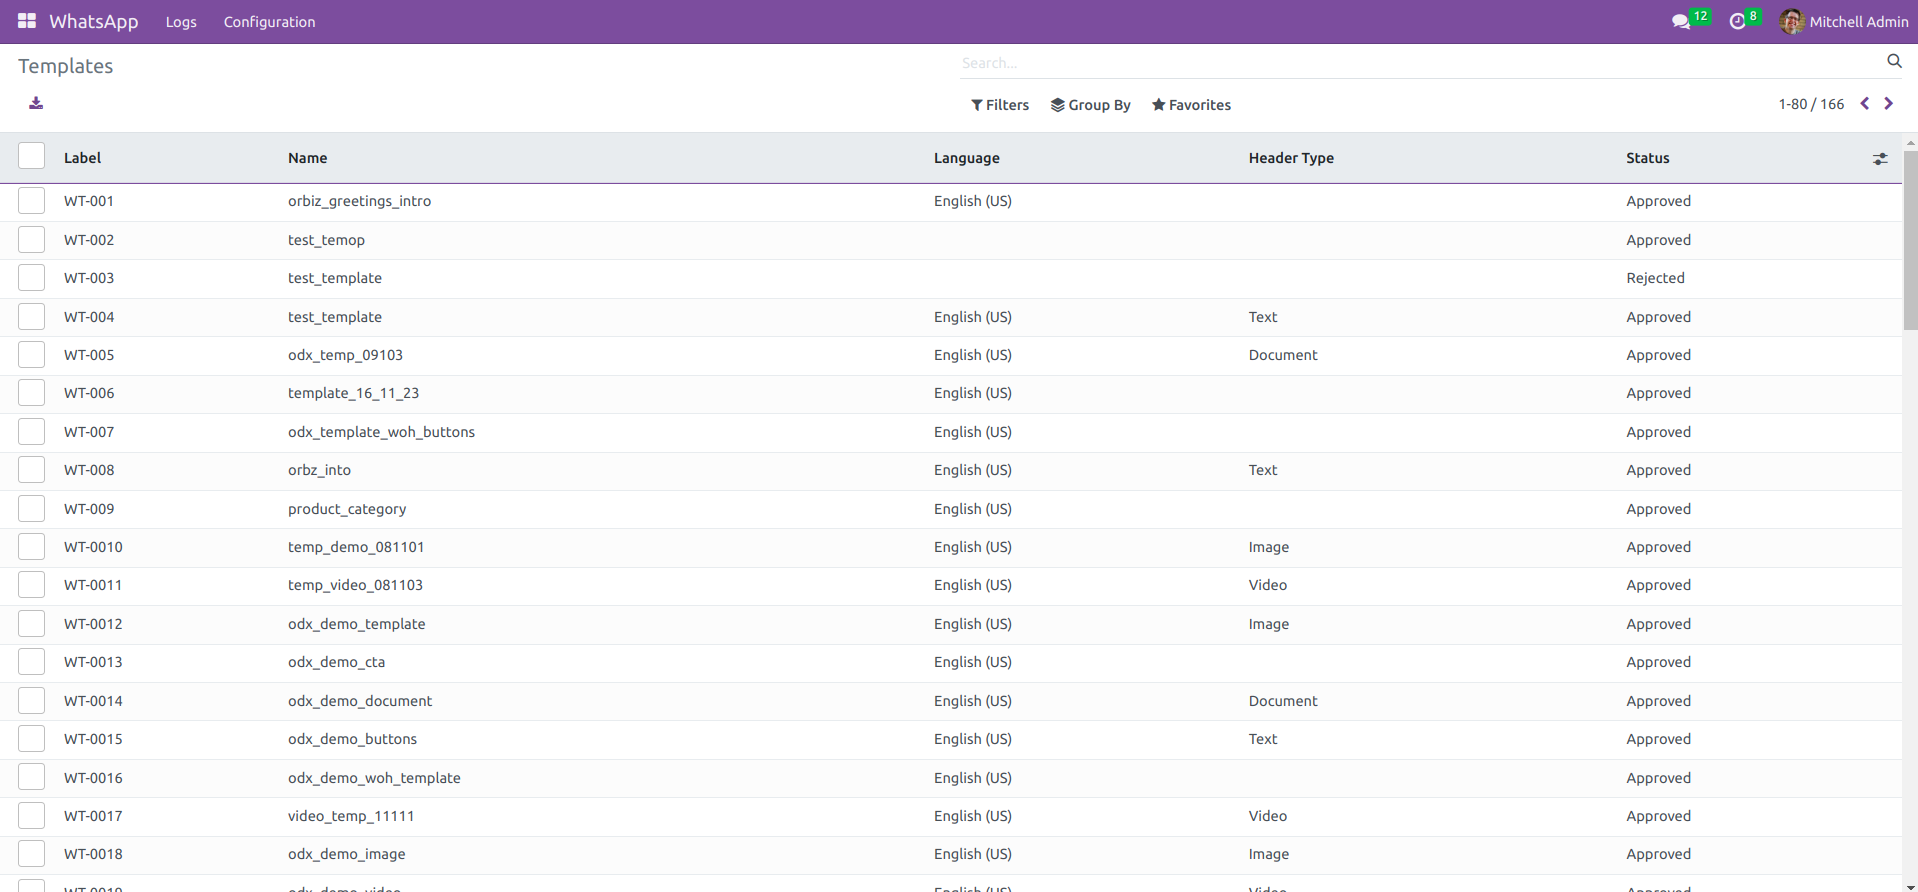 WhatsApp Logs Configuration 12 8 Mitchell Admin
Templates Search...
Filters Group By Favorites 1-80 / 166
Label Name Language Header Type Status
WT-001 orbiz_greetings_intro English (US) Approved
WT-002 test_temop Approved
WT-003 test_template Rejected
WT-004 test_template English (US) Text Approved
WT-005 odx_temp_09103 English (US) Document Approved
WT-006 template_16_11_23 English (US) Approved
WT-007 odx_template_woh_buttons English (US) Approved
WT-008 orbz_into English (US) Text Approved
WT-009 product_category English (US) Approved
WT-0010 temp_demo_081101 English (US) Image Approved
WT-0011 temp_video_081103 English (US) Video Approved
WT-0012 odx_demo_template English (US) Image Approved
WT-0013 odx_demo_cta English (US) Approved
WT-0014 odx_demo_document English (US) Document Approved
WT-0015 odx_demo_buttons English (US) Text Approved
WT-0016 odx_demo_woh_template English (US) Approved
WT-0017 video_temp_11111 English (US) Video Approved
WT-0018 odx_demo_image English (US) Image Approved
WT-0019 odx_demo_video English (US) Video Approved